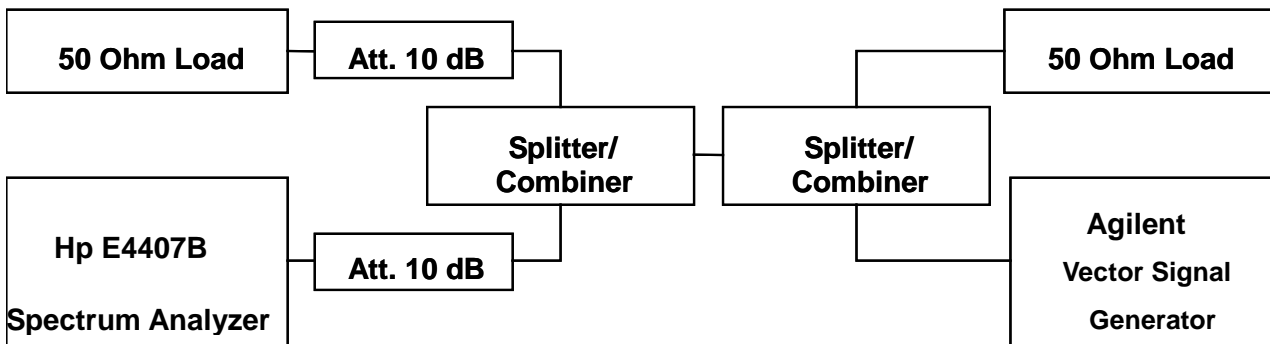 50 Ohm Load
Att. 10 dB
50 Ohm Load
Splitter/
Combiner
Splitter/
Combiner
Hp E4407B
Spectrum Analyzer
Att. 10 dB
Agilent
Vector Signal
Generator